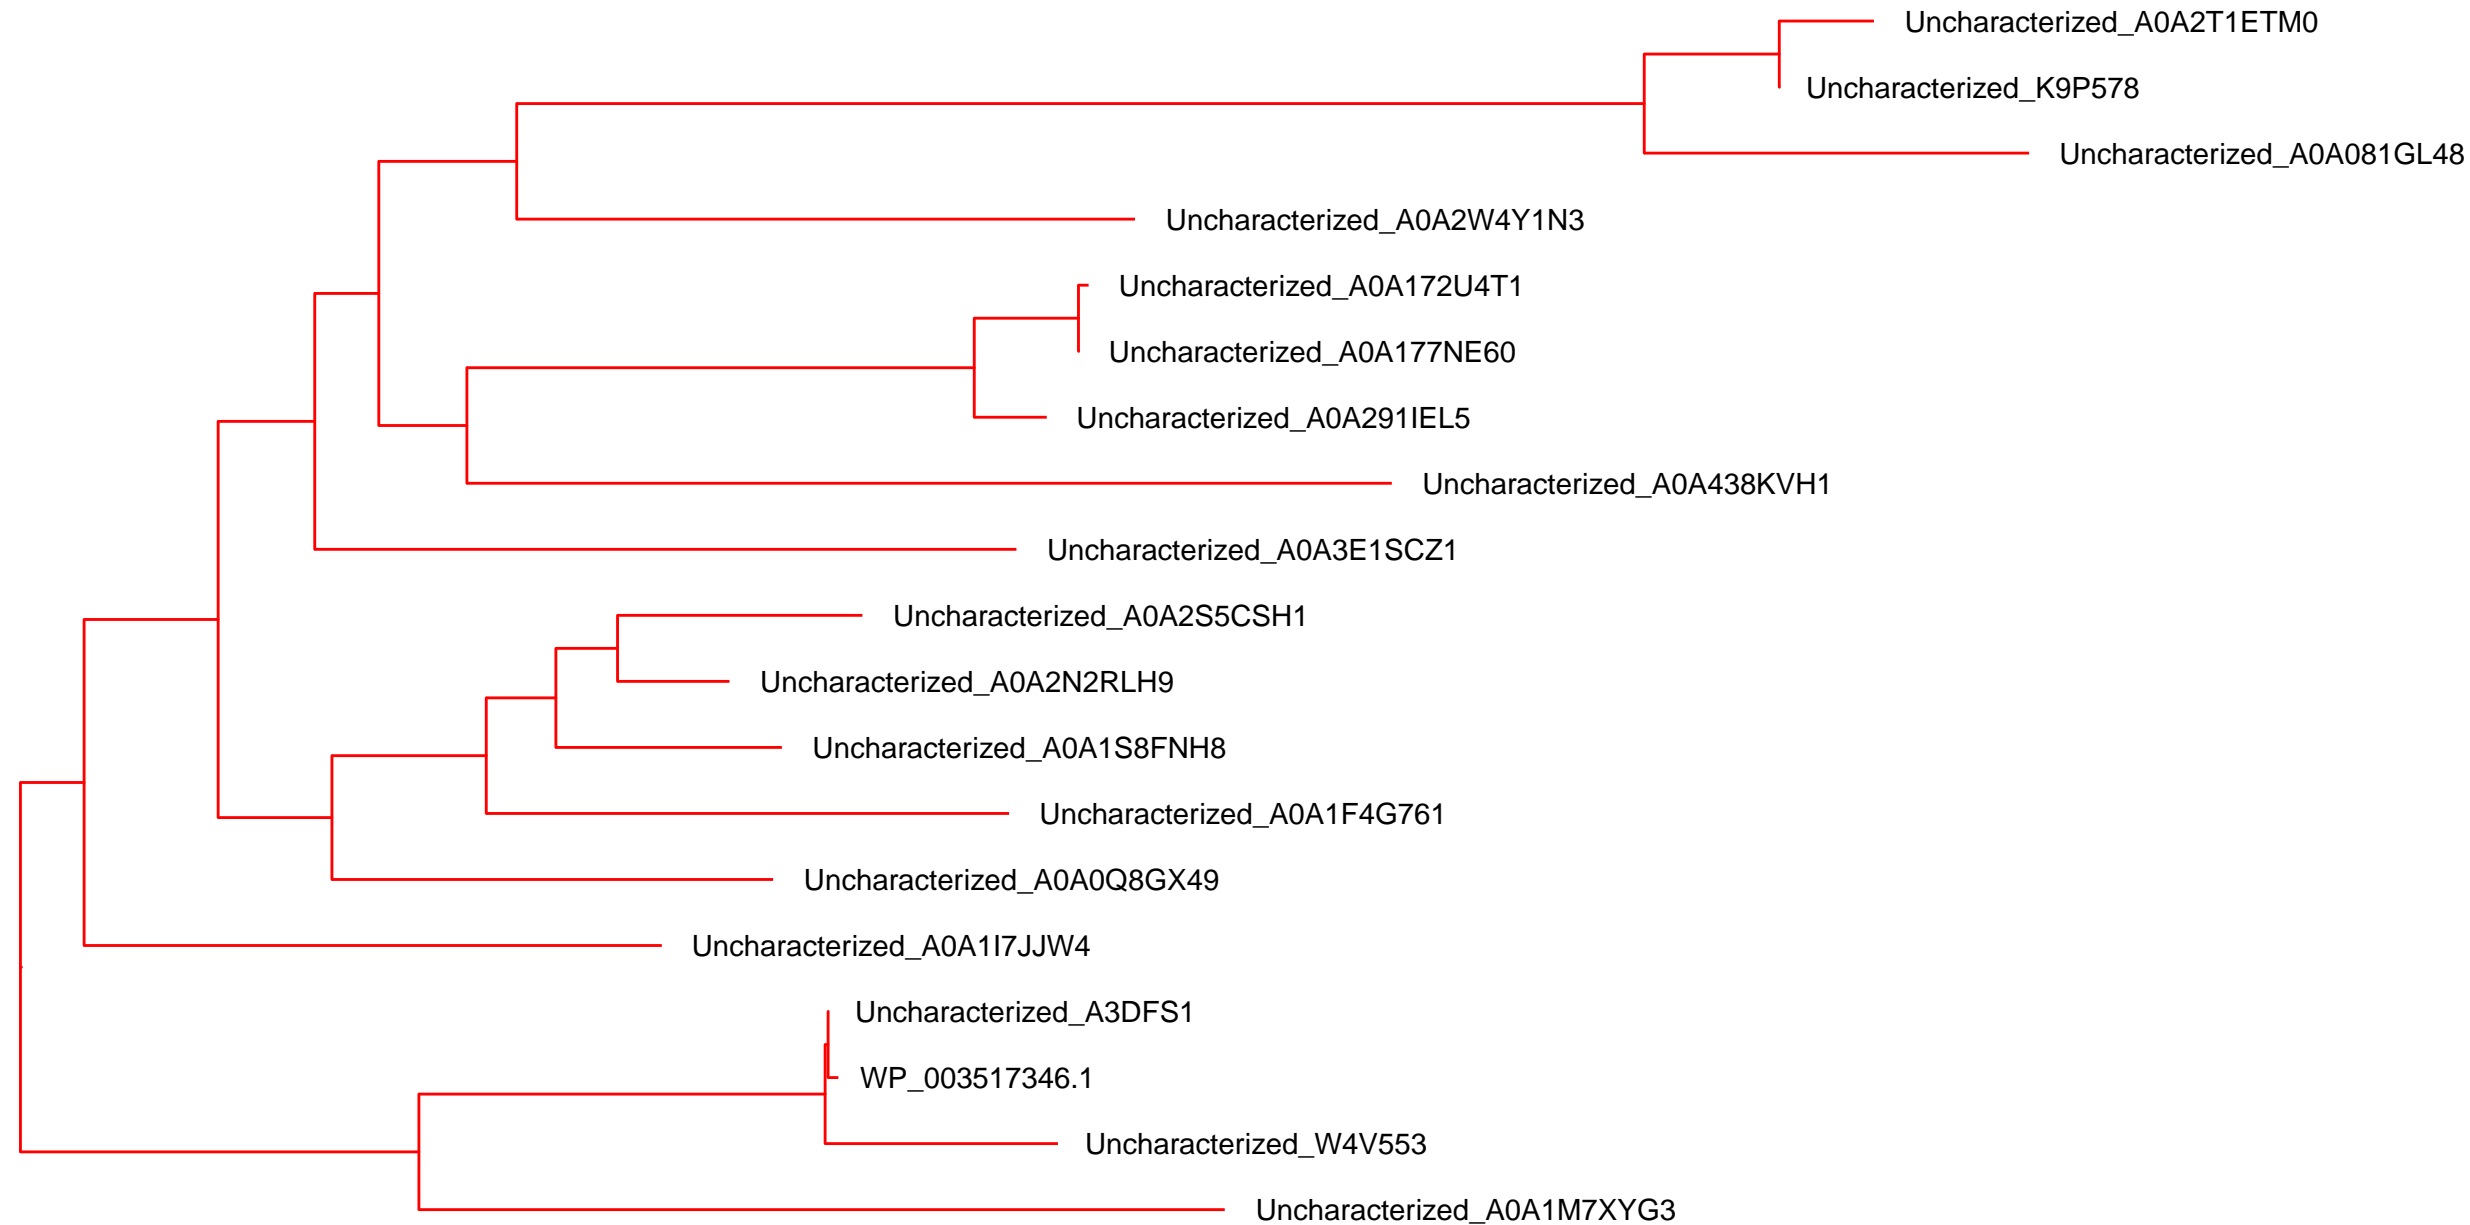 Uncharacterized_A0A2T1ETM0
Uncharacterized_K9P578
Uncharacterized_A0A081GL48
Uncharacterized_A0A2W4Y1N3
Uncharacterized_A0A172U4T1
Uncharacterized_A0A177NE60
Uncharacterized_A0A291IEL5
Uncharacterized_A0A438KVH1
Uncharacterized_A0A3E1SCZ1
Uncharacterized_A0A2S5CSH1
Uncharacterized_A0A2N2RLH9
Uncharacterized_A0A1S8FNH8
Uncharacterized_A0A1F4G761
Uncharacterized_A0A0Q8GX49
Uncharacterized_A0A1I7JJW4
Uncharacterized_A3DFS1
WP_003517346.1
Uncharacterized_W4V553
Uncharacterized_A0A1M7XYG3